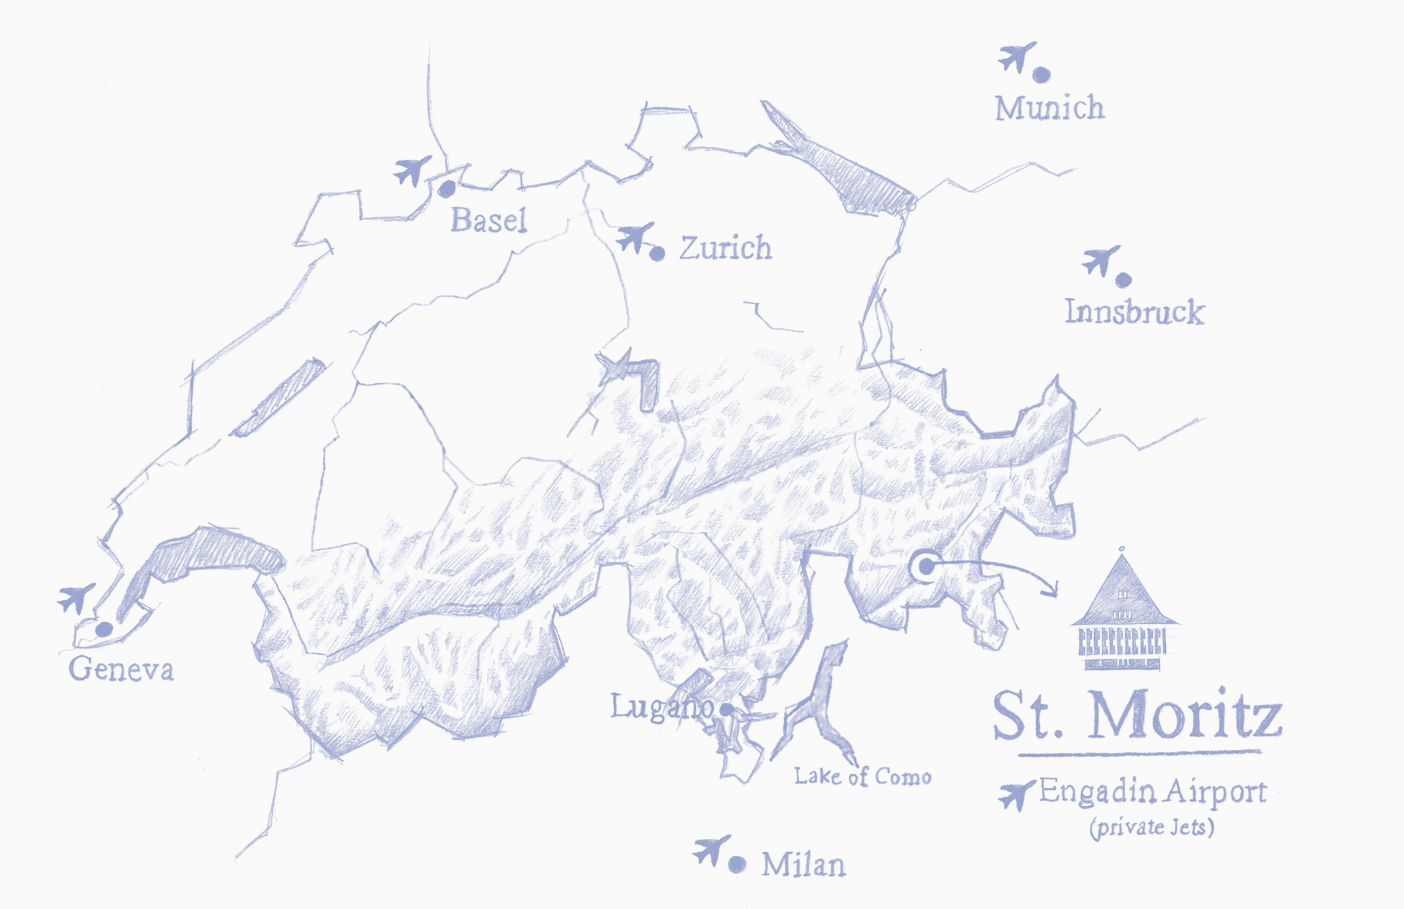 Munich
Basel
Zurich
Innsbruck
Geneva
Lugano
St. Moritz
Lake of Como
Engadin Airport
(private Jets)
Milan